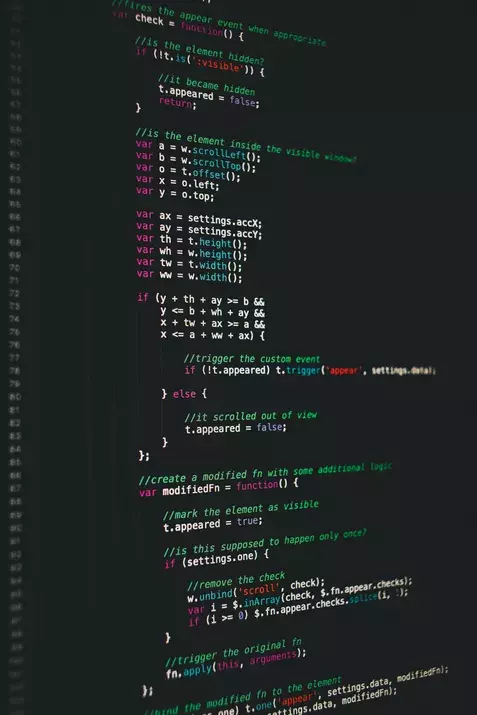 //fires the appear event when appropriate
var check = function() {
//is the element hidden?
if (!t.is(':visible')) {
//it became hidden
t.appeared = false;
return;
}
//is the element inside the visible window?
var a = w.scrollLeft();
var b = w.scrollTop();
var o = t.offset();
var x = o.left;
var y = o.top;
var ax = settings.accX;
var ay = settings.accY;
var th = t.height();
var wh = w.height();
var tw = t.width();
var ww = w.width();
if (y + th + ay >= b &&
y <= b + wh + ay &&
x + tw + ax >= a &&
x <= a + ww + ax) {
//trigger the custom event
if (!t.appeared) t.trigger('appear', settings.data);
} else {
//it scrolled out of view
t.appeared = false;
}
};
//create a modified fn with some additional logic
var modifiedFn = function() {
//mark the element as visible
t.appeared = true;
//is this supposed to happen only once?
if (settings.one) {
//remove the check
w.unbind('scroll', check);
var i = $.inArray(check, $.fn.appear.checks);
if (i >= 0) $.fn.appear.checks.splice(i, 1);
}
//trigger the original fn
fn.apply(this, arguments);
};
//bind the modified fn to the element
one) t.one('appear', settings.data, modifiedFn);
settings.data, modifiedFn);